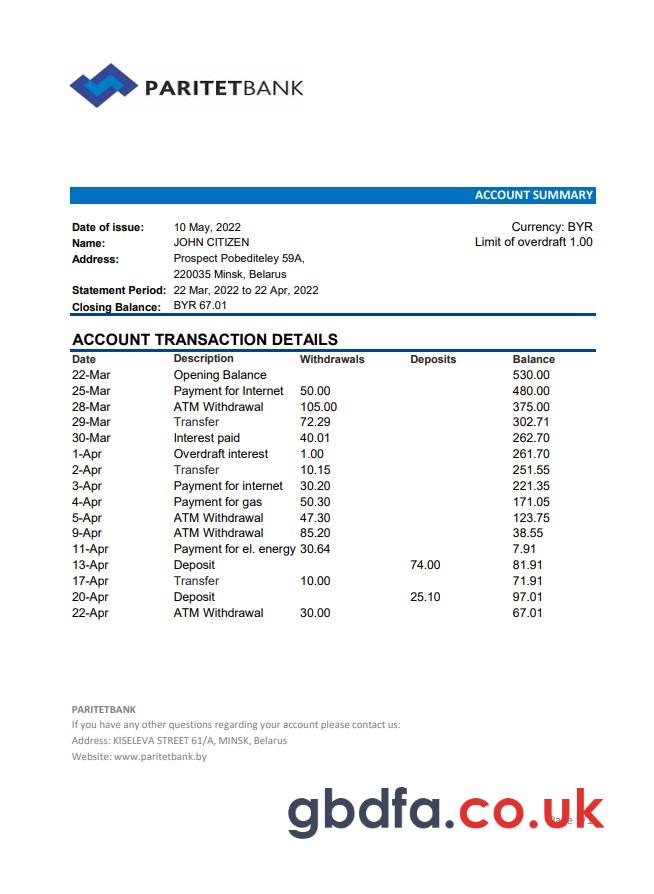 PARITETBANK
ACCOUNT SUMMARY
Date of issue: 10 May, 2022 Currency: BYR
Name: JOHN CITIZEN Limit of overdraft 1.00
Address: Prospect Pobediteley 59A,
220035 Minsk, Belarus
Statement Period: 22 Mar, 2022 to 22 Apr, 2022
Closing Balance: BYR 67.01
ACCOUNT TRANSACTION DETAILS
Date Description Withdrawals Deposits Balance
22-Mar Opening Balance 530.00
25-Mar Payment for Internet 50.00 480.00
28-Mar ATM Withdrawal 105.00 375.00
29-Mar Transfer 72.29 302.71
30-Mar Interest paid 40.01 262.70
1-Apr Overdraft interest 1.00 261.70
2-Apr Transfer 10.15 251.55
3-Apr Payment for internet 30.20 221.35
4-Apr Payment for gas 50.30 171.05
5-Apr ATM Withdrawal 47.30 123.75
9-Apr ATM Withdrawal 85.20 38.55
11-Apr Payment for el. energy 30.64 7.91
13-Apr Deposit 74.00 81.91
17-Apr Transfer 10.00 71.91
20-Apr Deposit 25.10 97.01
22-Apr ATM Withdrawal 30.00 67.01
PARITETBANK
If you have any other questions regarding your account please contact us:
Address: KISELEVA STREET 61/A, MINSK, Belarus
Website: www.paritetbank.by
gbdfa.co.uk